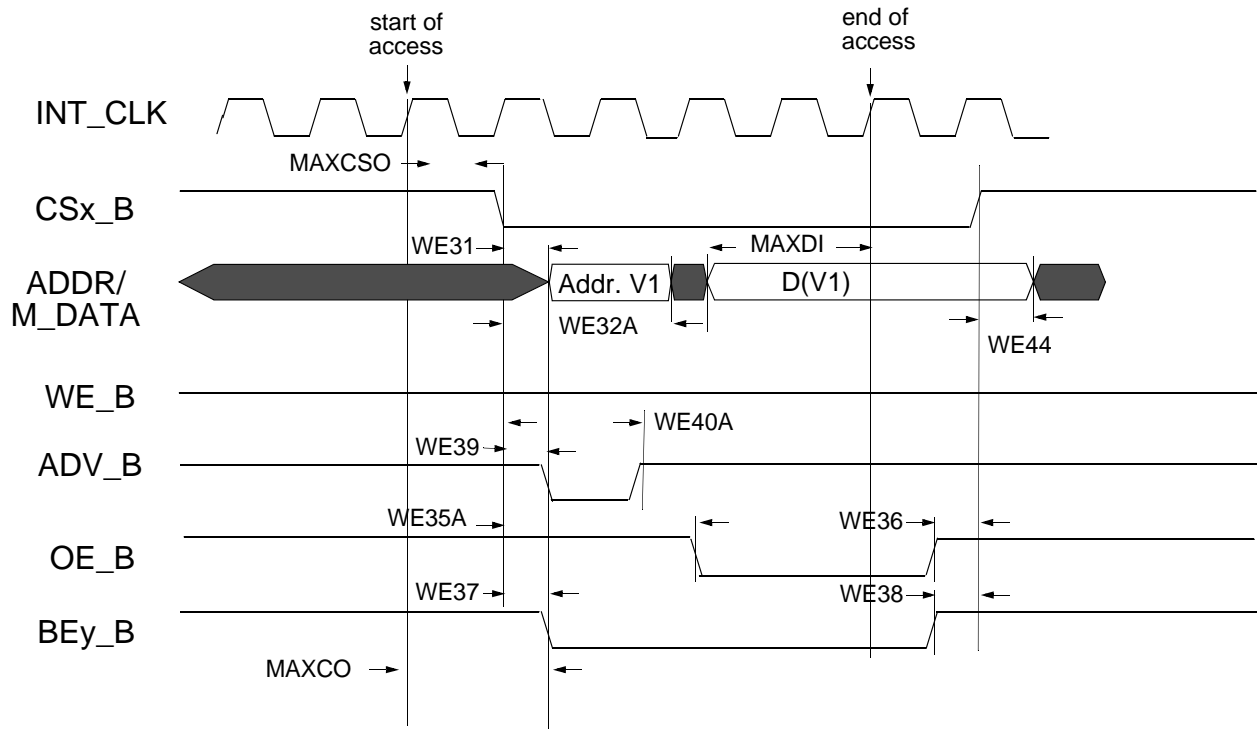 start of
access
end of
access
INT_CLK
MAXCSO
CSx_B
WE31
MAXDI
ADDR/
M_DATA
Addr. V1
D(V1)
WE32A
WE44
WE_B
WE40A
WE39
ADV_B
WE35A
WE36
OE_B
WE37
WE38
BEy_B
MAXCO